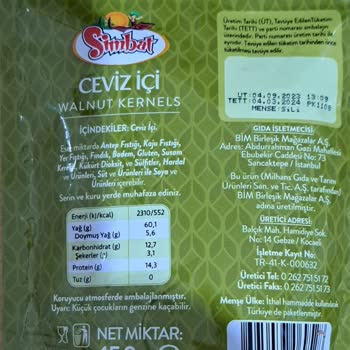 Simbat
CEVİZ İÇİ
WALNUT KERNELS
İÇİNDEKİLER: Ceviz İçi.
Eser miktarda Antep Fıstığı, Kaju Fıstığı,
Yer Fıstığı, Fındık, Badem, Gluten, Susam
Kükürt Dioksit, ve Sülfitler, Hardal
ve Ürünleri, Süt ve Ürünleri ile Soya ve
Ürünleri içerebilir.
Serin ve kuru yerde muhafaza ediniz.
Enerji (kj/kcal) 2310/552
Yağ (g) 60,1
Doymuş Yağ (g) 5,6
Karbonhidrat (g) 12,7
Şekerler (g) 3,1
Protein (g) 14,3
Tuz (g) 0
Koruyucu atmosferde ambalajlanmıştır.
Uyarı: Küçük çocukların genzine kaçabilir.
NET MİKTAR:
Üretim Tarihi (ÜT), Tavsiye Edilen Tüketim
Tarihi (TETT) ve parti numarası ambalajın
üzerindedir. Parti numarası üretim tarihi ile
aynıdır. Tavsiye edilen tüketim tarihinden önce
tüketilmesi tavsiye edilir.
UT:04.09.2023 13:09
TETT:04.03.2024 PK1108
MENSE:SiLi
GIDA İŞLETMECİSİ:
BİM Birleşik Mağazalar A.Ş.
Adres: Abdurrahman Gazi Mahallesi
Ebubekir Caddesi No: 73
Sancaktepe / İstanbul
Bu ürün (Milhans Gıda ve Tarım
Ürünleri San. ve Tic. A.Ş. tarafından)
BİM Birleşik Mağazalar A.Ş.
adına üretilmiştir.
ÜRETİCİ ADRESİ:
Balçık Mah. Hamidiye Sok.
No: 14 Gebze / Kocaeli
İşletme Kayıt No:
TR-41-K-000632
Üretici Tel: 0 262 751 51 72
Üretici Faks: 0 262 751 51 73
Menşe Ülke: İthal hammadde kullanılarak
Türkiye'de paketlenmiştir.